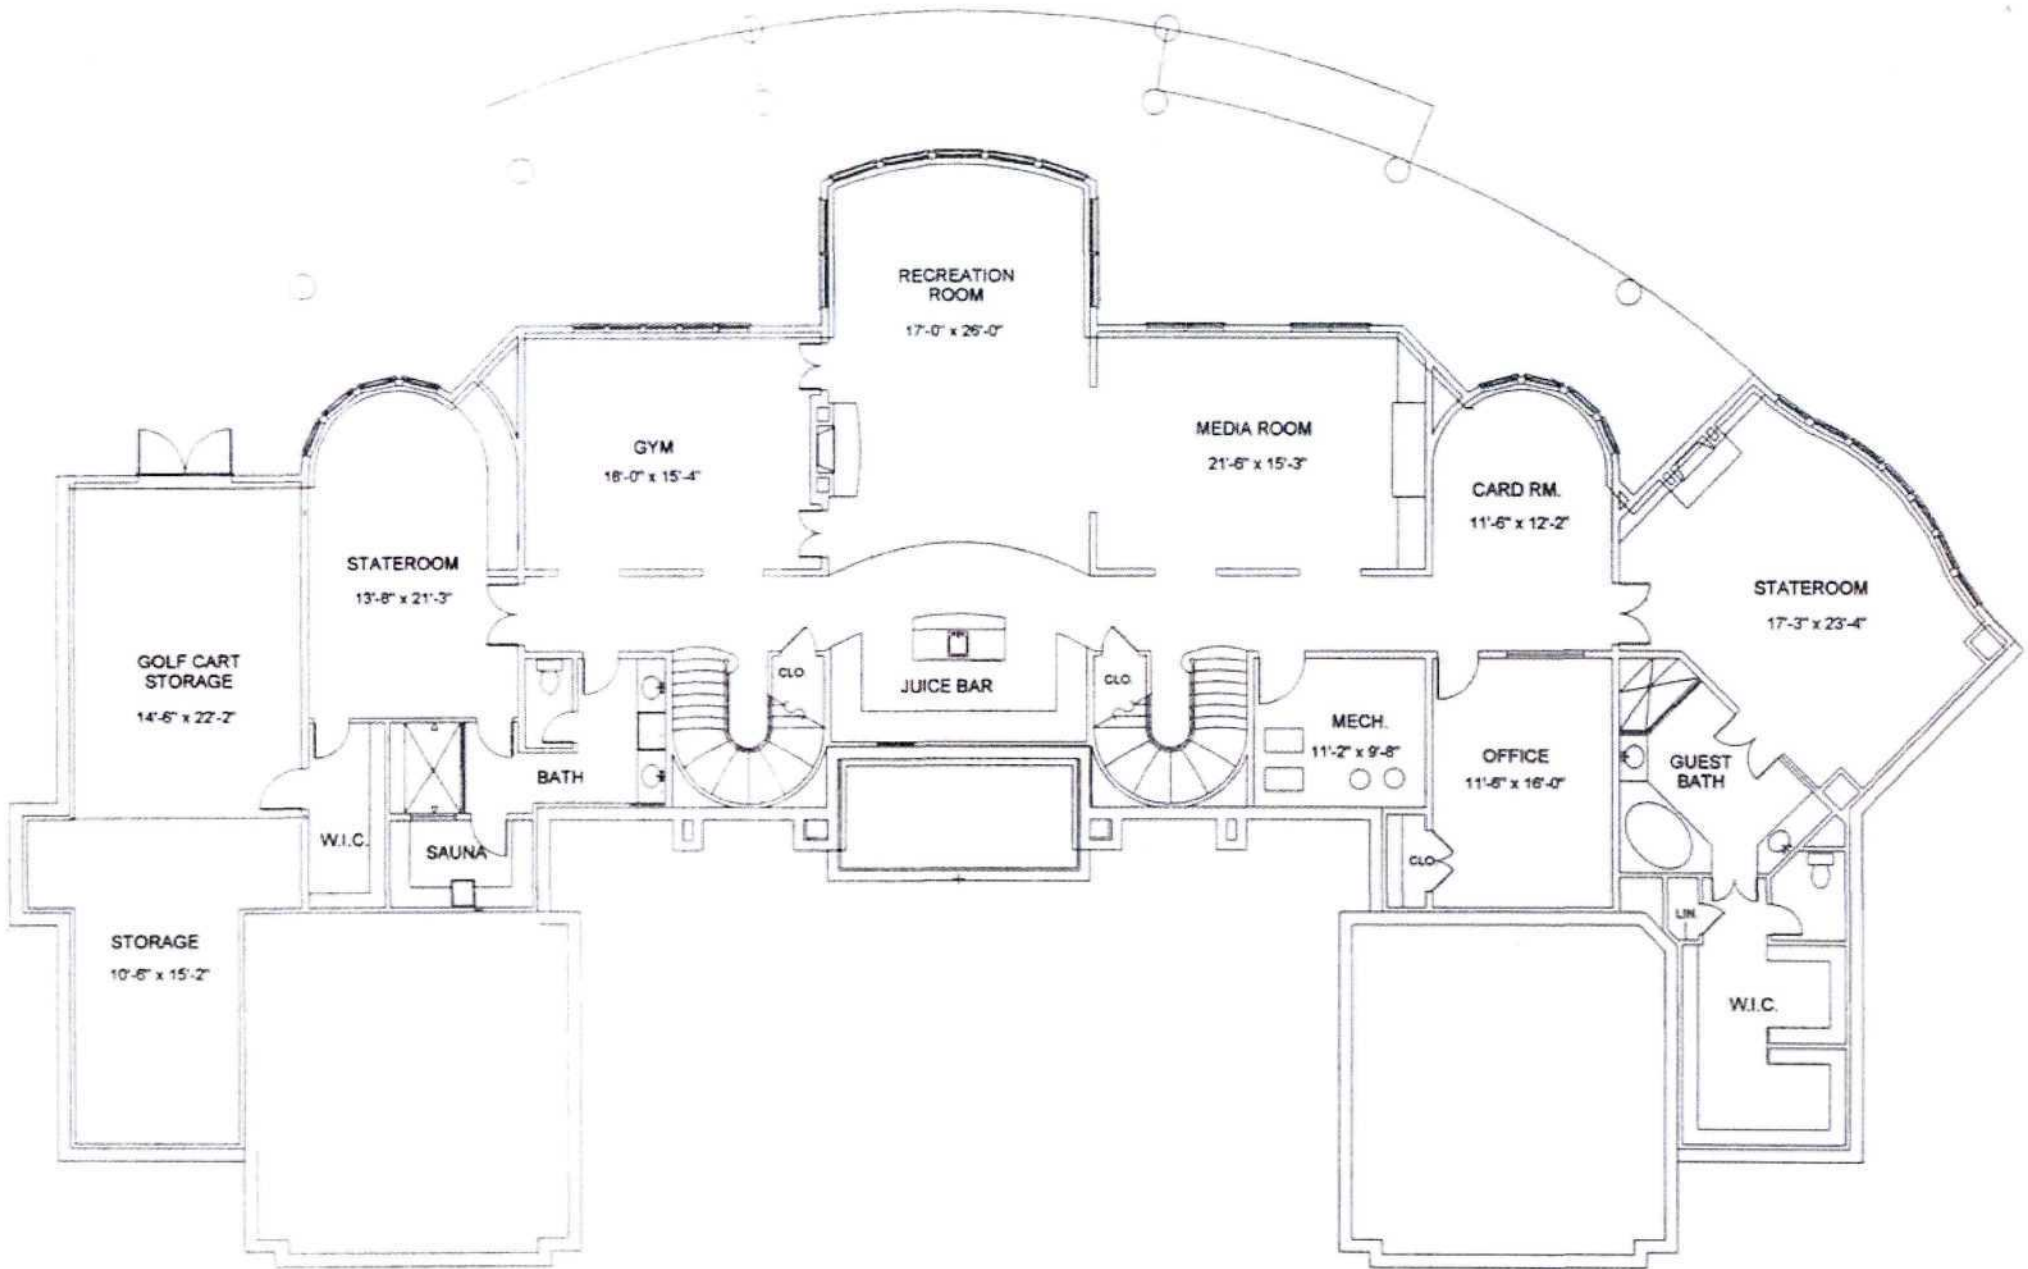 RECREATION
ROOM
17'-0" x 26'-0"
GYM
16'-0" x 15'-4"
MEDIA ROOM
21'-6" x 15'-3"
CARD RM.
11'-6" x 12'-2"
STATEROOM
13'-8" x 21'-3"
STATEROOM
17'-3" x 23'-4"
GOLF CART
STORAGE
14'-6" x 22'-2"
CLO.
JUICE BAR
CLO.
MECH.
11'-2" x 9'-8"
OFFICE
11'-6" x 16'-0"
GUEST
BATH
BATH
W.I.C.
SAUNA
CLO
LIN.
STORAGE
10'-6" x 15'-2"
W.I.C.